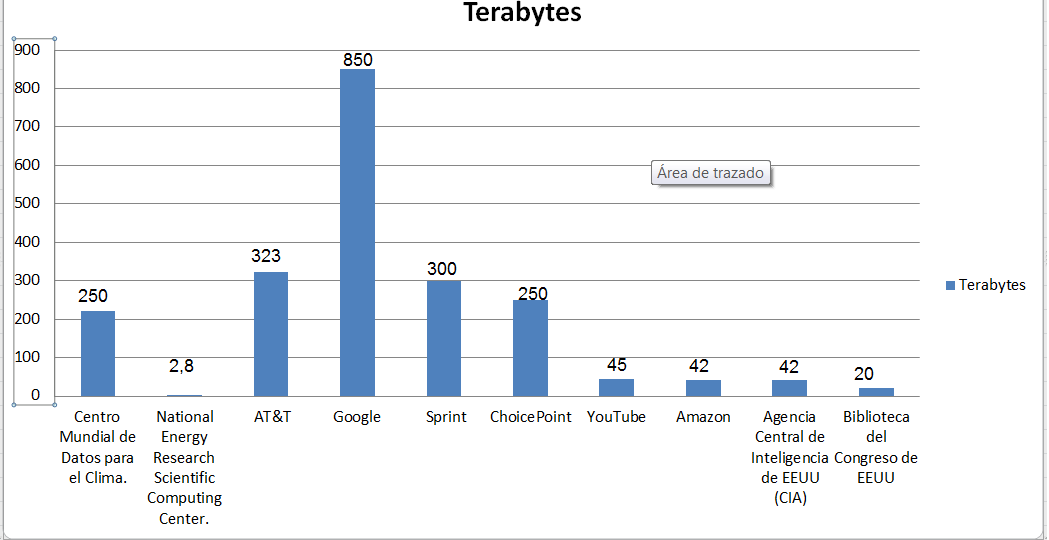 Terabytes
900
800
700
600
500
400
300
200
100
0
250
2,8
323
850
300
250
45
42
42
20
Área de trazado
Terabytes
Centro
Mundial de
Datos para
el Clima.
National
Energy
Research
Scientific
Computing
Center.
AT&T
Google
Sprint
ChoicePoint
YouTube
Amazon
Agencia
Central de
Inteligencia
de EEUU
(CIA)
Biblioteca
del
Congreso de
EEUU